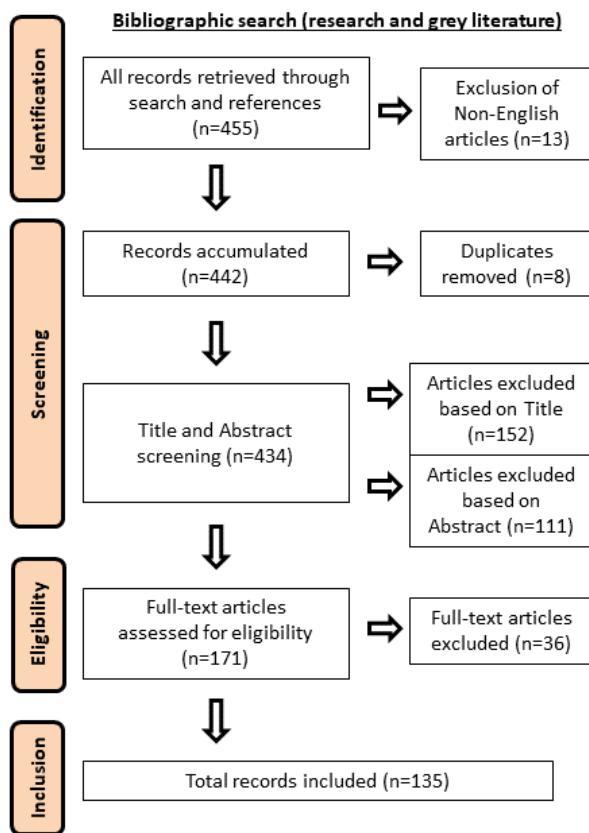 Bibliographic search (research and grey literature)
Identification
All records retrieved through
search and references
(n=455)
Exclusion of
Non-English
articles (n=13)
Screening
Records accumulated
(n=442)
Duplicates
removed (n=8)
Title and Abstract
screening (n=434)
Articles excluded
based on Title
(n=152)
Articles excluded
based on
Abstract (n=111)
Eligibility
Full-text articles
assessed for eligibility
(n=171)
Full-text articles
excluded (n=36)
Inclusion
Total records included (n=135)